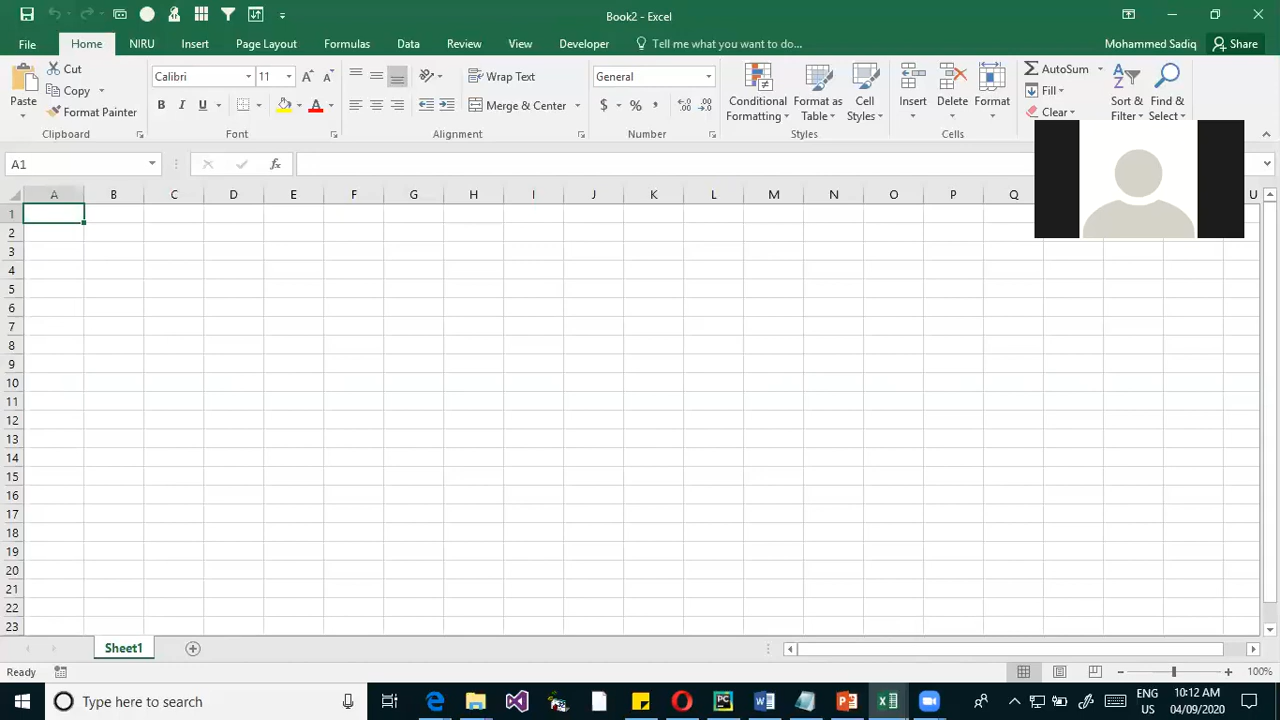 Book2 - Excel
File Home NIRU Insert Page Layout Formulas Data Review View Developer Tell me what you want to do... Mohammed Sadiq Share
Paste Cut Copy Format Painter Clipboard
Calibri 11 B I U A Font
Wrap Text Merge & Center Alignment
General $ % , Number
Conditional Formatting Format as Table Cell Styles Styles
Insert Delete Format Cells
AutoSum Fill Clear Sort & Filter Find & Select
A1 fx
A B C D E F G H I J K L M N O P Q U
1
2
3
4
5
6
7
8
9
10
11
12
13
14
15
16
17
18
19
20
21
22
23
Sheet1
Ready 100%
Type here to search ENG US 10:12 AM 04/09/2020